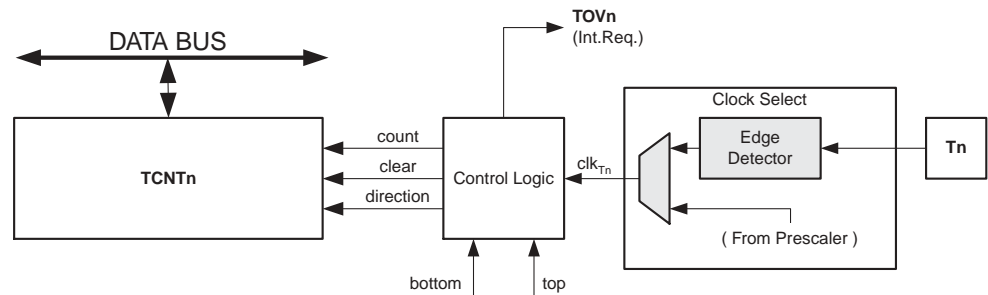 TOVn
(Int.Req.)
DATA BUS
Clock Select
count
Edge
Detector
Tn
TCNTn
clear
Control Logic
clkTn
direction
( From Prescaler )
bottom
top